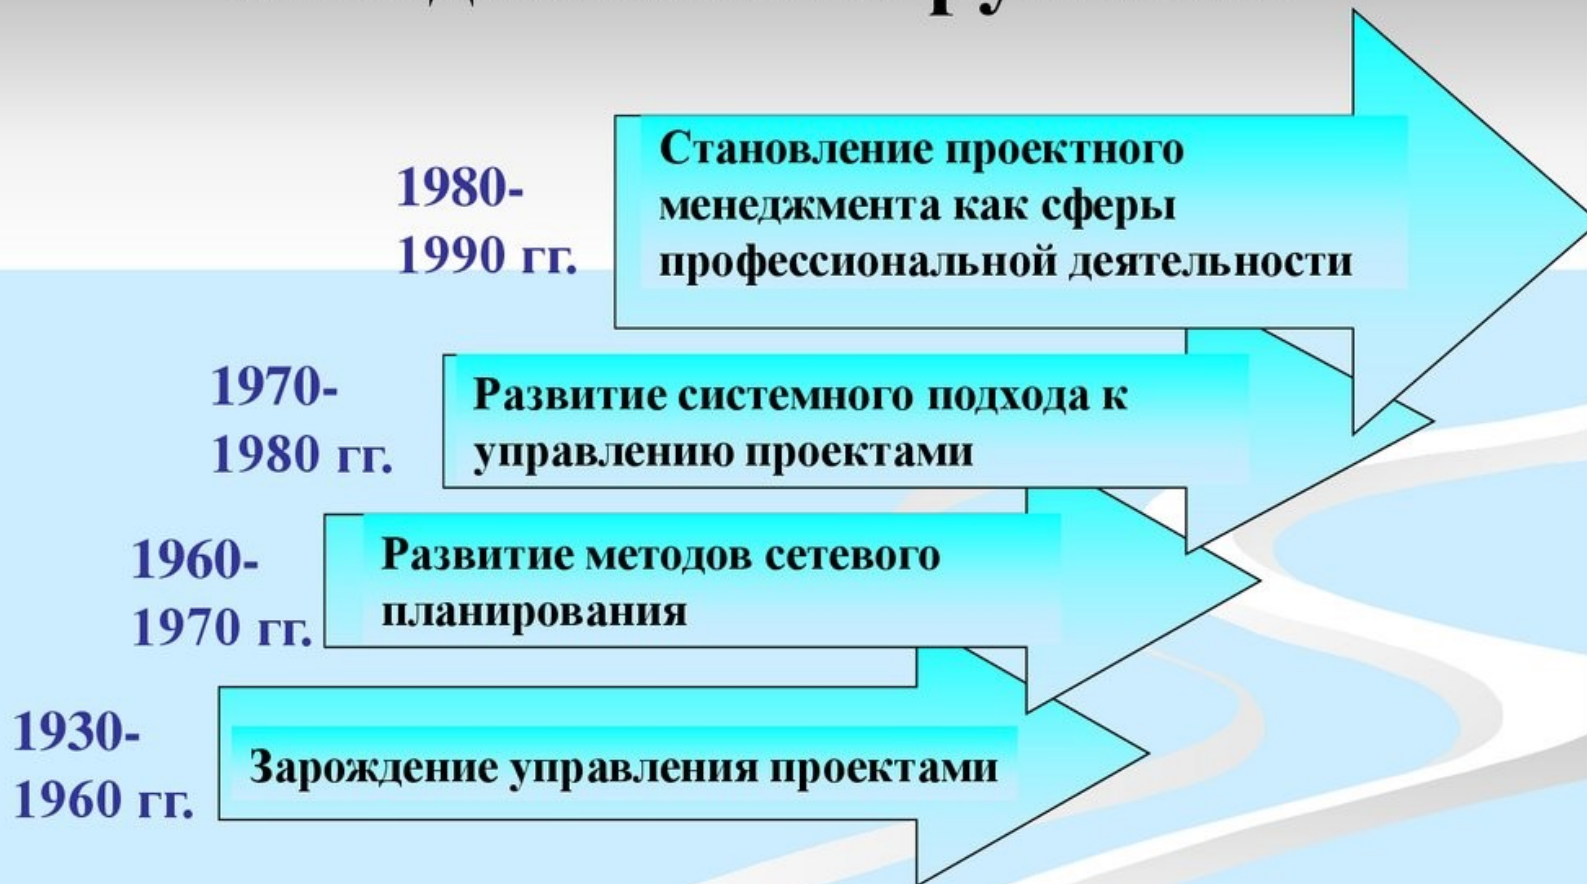 1980-
1990 гг.
Становление проектного
менеджмента как сферы
профессиональной деятельности
1970-
1980 гг.
Развитие системного подхода к
управлению проектами
1960-
1970 гг.
Развитие методов сетевого
планирования
1930-
1960 гг.
Зарождение управления проектами